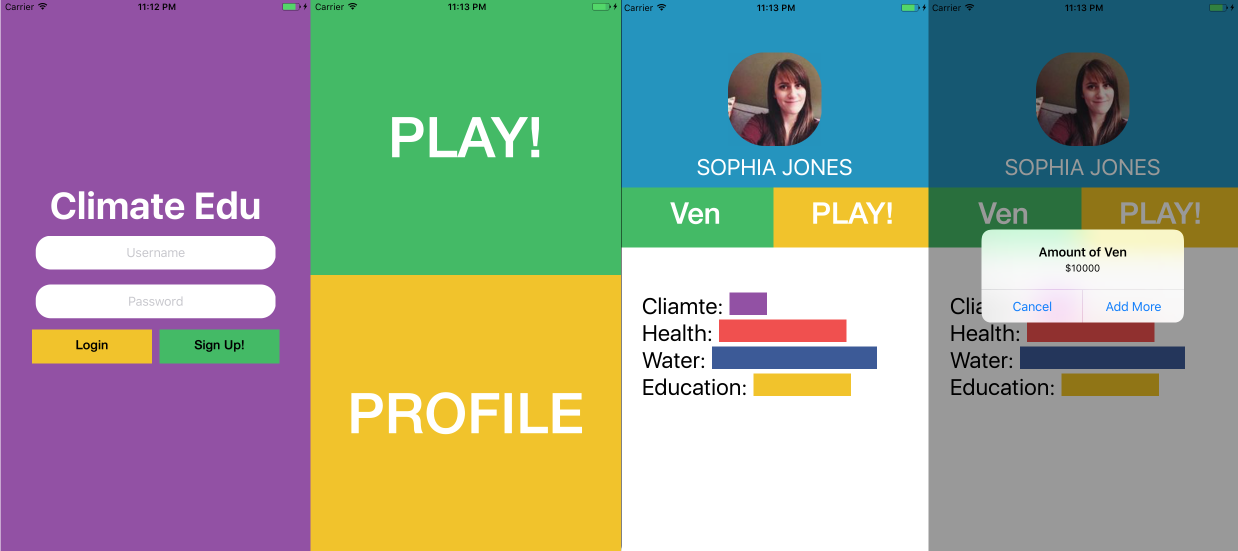 Carrier 11:12 PM
Climate Edu
Username
Password
Login Sign Up!
Carrier 11:13 PM
PLAY!
PROFILE
Carrier 11:13 PM
SOPHIA JONES
Ven PLAY!
Cliamte:
Health:
Water:
Education:
Carrier 11:13 PM
SOPHIA JONES
Ven PLAY!
Amount of Ven
$10000
Cancel Add More
Clia
Health:
Water:
Education: